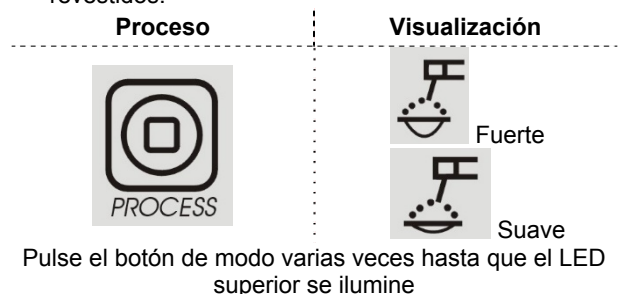 revestidos.
Proceso Visualización
Fuerte
PROCESS
Suave
Pulse el botón de modo varias veces hasta que el LED
superior se ilumine